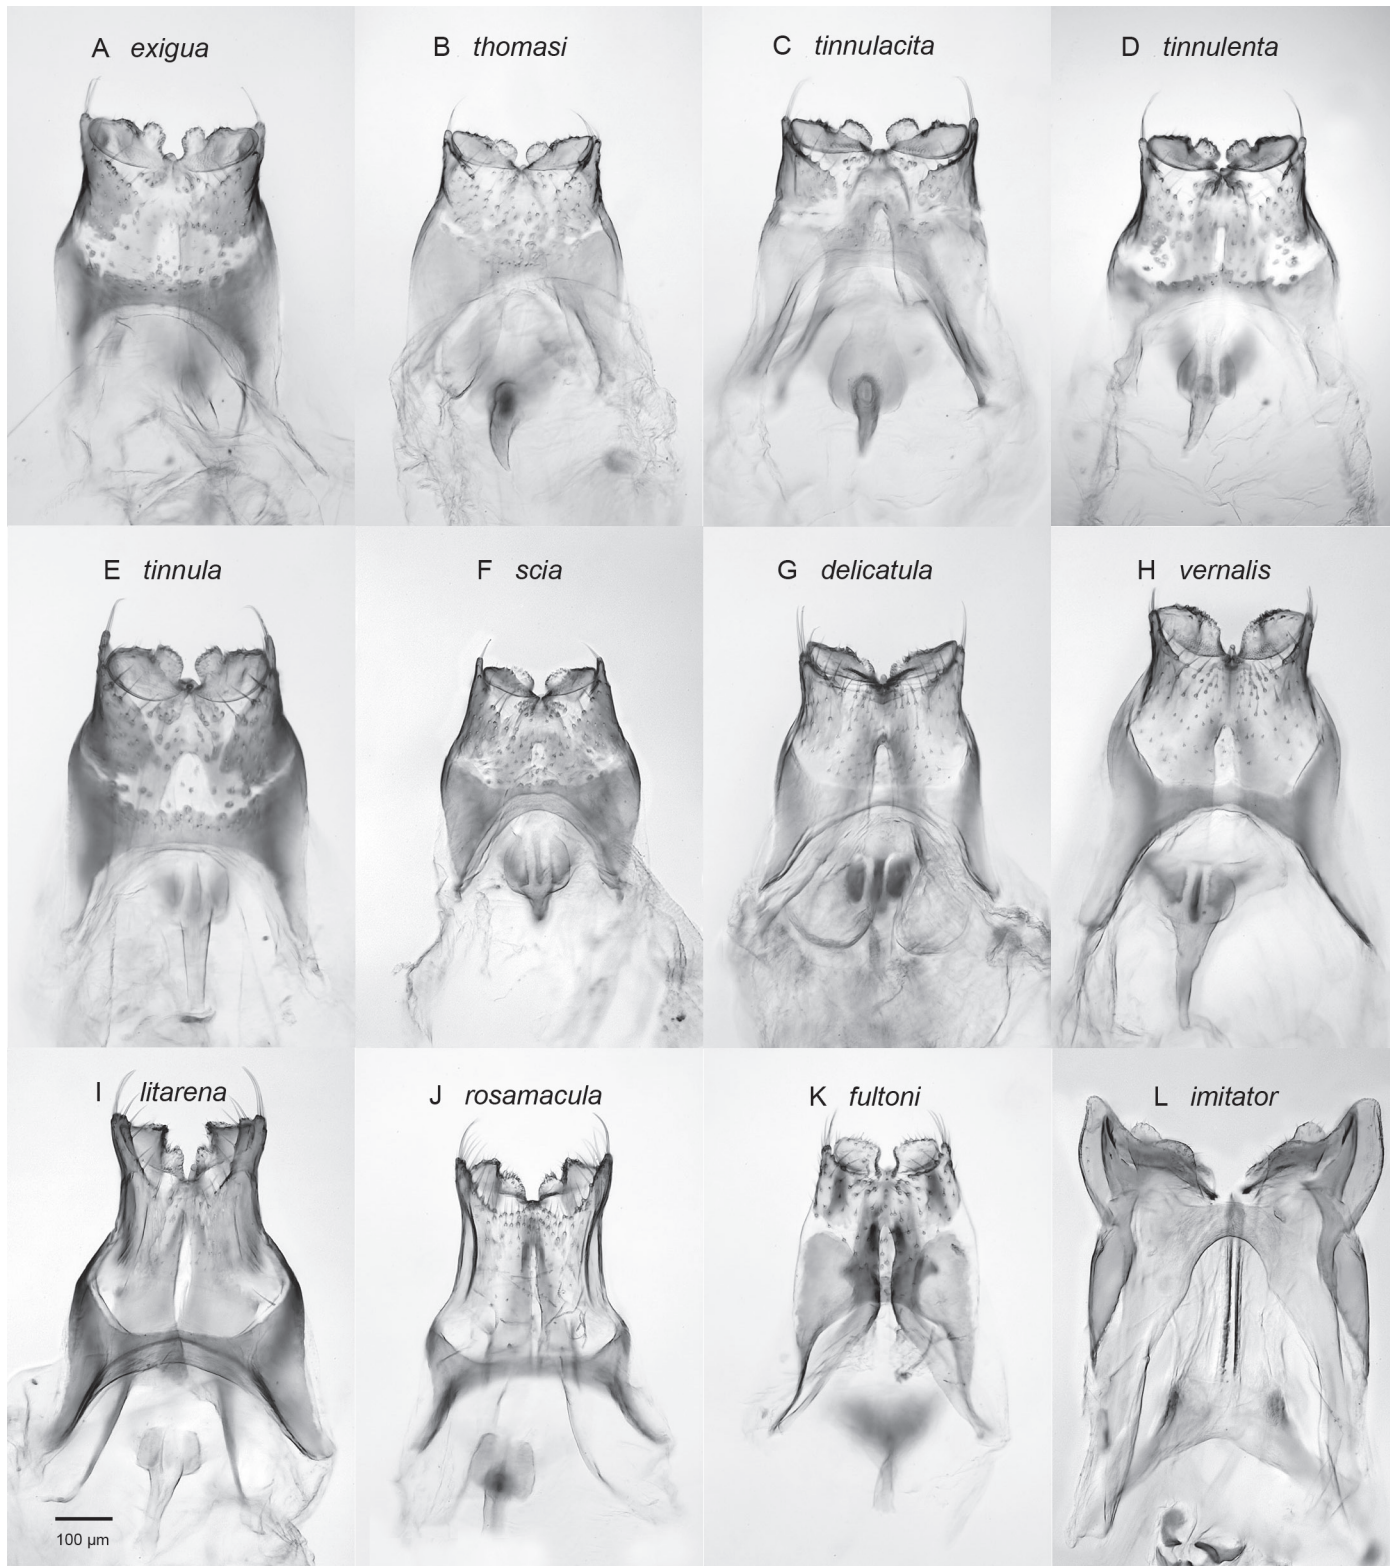 A exigua
B thomasi
C tinnulacita
D tinnulenta
E tinnula
F scia
G delicatula
H vernalis
I litarena
J rosamacula
K fultoni
L imitator
100 µm